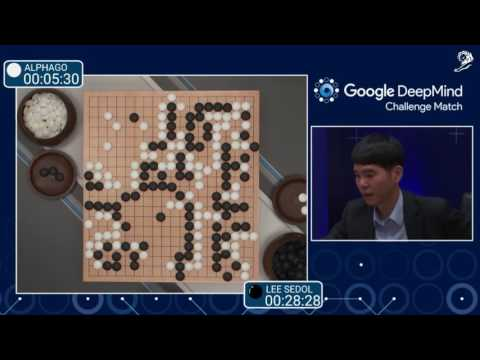 ALPHAGO
00:05:30
Google DeepMind
Challenge Match
LEE SEDOL
00:28:28